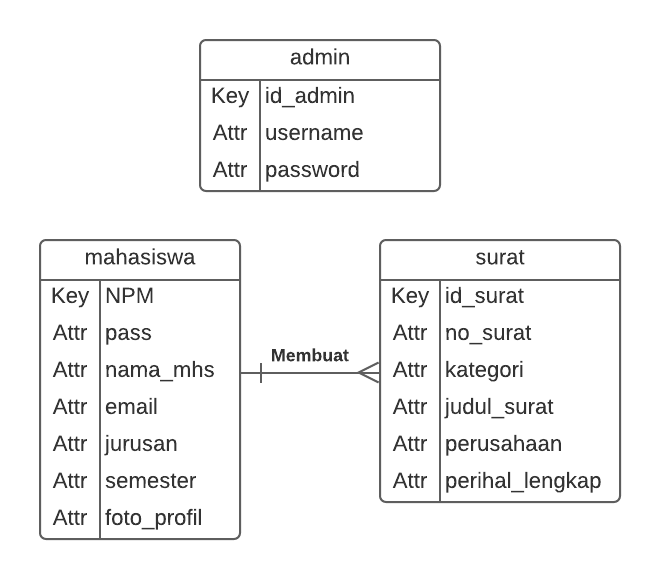 admin
Key id_admin
Attr username
Attr password
mahasiswa
Key NPM
Attr pass
Attr nama_mhs
Attr email
Attr jurusan
Attr semester
Attr foto_profil
Membuat
surat
Key id_surat
Attr no_surat
Attr kategori
Attr judul_surat
Attr perusahaan
Attr perihal_lengkap